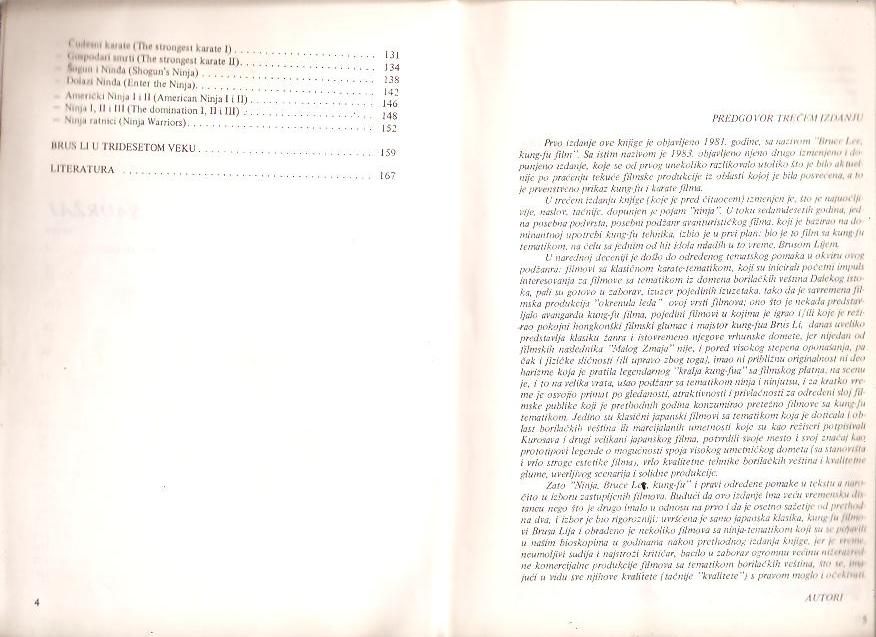 – Čudesni karate (The strongest karate I) . . . . . . . . . . . . . . . . . . . . . . . 131
– Gospodari smrti (The strongest karate II). . . . . . . . . . . . . . . . . . . . . . 134
– Šogun i Ninda (Shogun's Ninja) . . . . . . . . . . . . . . . . . . . . . . . . . . . 138
– Dolazi Ninda (Enter the Ninja). . . . . . . . . . . . . . . . . . . . . . . . . . . . 142
– Američki Ninja I i II (American Ninja I i II) . . . . . . . . . . . . . . . . . . . 146
– Ninja I, II i III (The domination I, II i III) . . . . . . . . . . . . . . . . . . . . 148
– Ninja ratnici (Ninja Warriors). . . . . . . . . . . . . . . . . . . . . . . . . . . . 152
BRUS LI U TRIDESETOM VEKU . . . . . . . . . . . . . . . . . . . . . . . . . . 159
LITERATURA . . . . . . . . . . . . . . . . . . . . . . . . . . . . . . . . . . . . 167
4
PREDGOVOR TREĆEM IZDANJU
Prvo izdanje ove knjige je objavljeno 1981. godine, sa nazivom "Bruce Lee,
kung-fu film". Sa istim nazivom je 1983. objavljeno njeno drugo izmenjeno i do-
punjeno izdanje, koje se od prvog unekoliko razlikovalo utoliko što je bilo aktuel-
nije po praćenju tekuće filmske produkcije iz oblasti kojoj je bila posvećena, a to
je prvenstveno prikaz kung-fu i karate filma.
U trećem izdanju knjige (koje je pred čitaocem) izmenjen je, što je najuočlji-
vije, naslov, tačnije, dopunjen je pojam "ninja". U toku sedamdesetih godina, jed-
na posebna podvrsta, posebni podžanr avanturističkog filma, koji je bazirao na do-
minantnoj upotrebi kung-fu tehnika, izbio je u prvi plan: bio je to film sa kung-fu
tematikom, na čelu sa jednim od hit idola mladih u to vreme, Brusom Lijem.
U narednoj deceniji je došlo do određenog tematskog pomaka u okviru ovog
podžanra: filmovi sa klasičnom karate-tematikom, koji su inicirali početni impuls
interesovanja za filmove sa tematikom iz domena borilačkih veština Dalekog isto-
ka, pali su gotovo u zaborav, izuzev pojedinih izuzetaka, tako da je savremena fil-
mska produkcija "okrenula leđa" ovoj vrsti filmova; ono što je nekada predstav-
ljalo avangardu kung-fu filma, pojedini filmovi u kojima je igrao i/ili koje je reži-
-rao pokojni hongkonški filmski glumac i majstor kung-fua Brus Li, danas uveliko
predstavlja klasiku žanra i istovremeno njegove vrhunske domete, jer nijedan od
filmskih naslednika "Malog Zmaja" nije, i pored visokog stepena oponašanja, pa
čak i fizičke sličnosti (ili upravo zbog toga), imao ni približnu originalnost ni deo
harizme koja je pratila legendarnog "kralja kung-fua" sa filmskog platna, na scenu
je, i to na velika vrata, ušao podžanr sa tematikom ninja i ninjutsu, i za kratko vre-
me je osvojio primat po gledanosti, atraktivnosti i privlačnosti za određeni sloj fil-
mske publike koji je prethodnih godina konzumirao pretežno filmove sa kung-fu
tematikom. Jedino su klasični japanski filmovi sa tematikom koja je doticala i ob-
last borilačkih veština ili marcijalanih umetnosti koje su kao režiseri potpisivali
Kurosava i drugi velikani japanskog filma, potvrdili svoje mesto i svoj značaj kao
prototipovi legende o mogućnosti spoja visokog umetničkog dometa (sa stanovišta
i vrlo stroge estetike filma), vrlo kvalitetne tehnike borilačkih veština i kvalitetne
glume, uverljivog scenarija i solidne produkcije.
Zato "Ninja, Bruce Lee, kung-fu" i pravi određene pomake u tekstu a naro-
čito u izboru zastupljenih filmova. Budući da ovo izdanje ima veću vremensku dis-
tancu nego što je drugo imalo u odnosu na prvo i da je osetno sažetije od prethod-
na dva, i izbor je bio rigorozniji: uvršćena je samo japanska klasika, kung-fu filmo-
vi Brusa Lija i obrađeno je nekoliko filmova sa ninja-tematikom koji su se pojavili
u našim bioskopima u godinama nakon prethodnog izdanja knjige, jer je vreme,
neumoljivi sudija i najstroži kritičar, bacilo u zaborav ogromnu većinu nižerazred-
ne komercijalne produkcije filmova sa tematikom borilačkih veština, što se, ima-
jući u vidu sve njihove kvalitete (tačnije "kvalitete") s pravom moglo i očekivati.
AUTORI